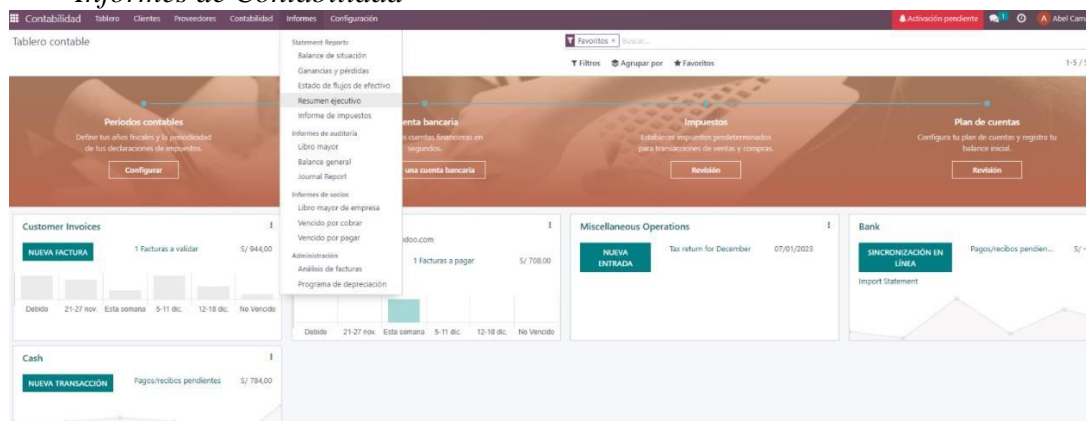 Informes de Contabilidad
Contabilidad Tablero Clientes Proveedores Contabilidad Informes Configuración
Activación pendiente 1 A Abel Cam
Tablero contable
Favoritos × Buscar...
Filtros Agrupar por Favoritos
1-5 / 5
Statement Reports
Balance de situación
Ganancias y pérdidas
Estado de flujos de efectivo
Resumen ejecutivo
Informe de impuestos
Informes de auditoría
Libro mayor
Balance general
Journal Report
Informes de socios
Libro mayor de empresa
Vencido por cobrar
Vencido por pagar
Administración
Análisis de facturas
Programa de depreciación
Periodos contables
Define tus años fiscales y la periodicidad
de tus declaraciones de impuestos.
Configurar
enta bancaria
s cuentas financieras en
segundos.
una cuenta bancaria
Impuestos
Establecer impuestos predeterminados
para transacciones de ventas y compras.
Revisión
Plan de cuentas
Configura tu plan de cuentas y registra tu
balance inicial.
Revisión
Customer Invoices
NUEVA FACTURA 1 Facturas a validar S/ 944,00
Debido 21-27 nov. Esta semana 5-11 dic. 12-18 dic. No Vencido
doo.com
1 Facturas a pagar S/ 708,00
Debido 21-27 nov. Esta semana 5-11 dic. 12-18 dic. No Vencido
Miscellaneous Operations
NUEVA ENTRADA Tax return for December 07/01/2023
Bank
SINCRONIZACIÓN EN LÍNEA Pagos/recibos pendien... S/ -
Import Statement
Cash
NUEVA TRANSACCIÓN Pagos/recibos pendientes S/ 784,00